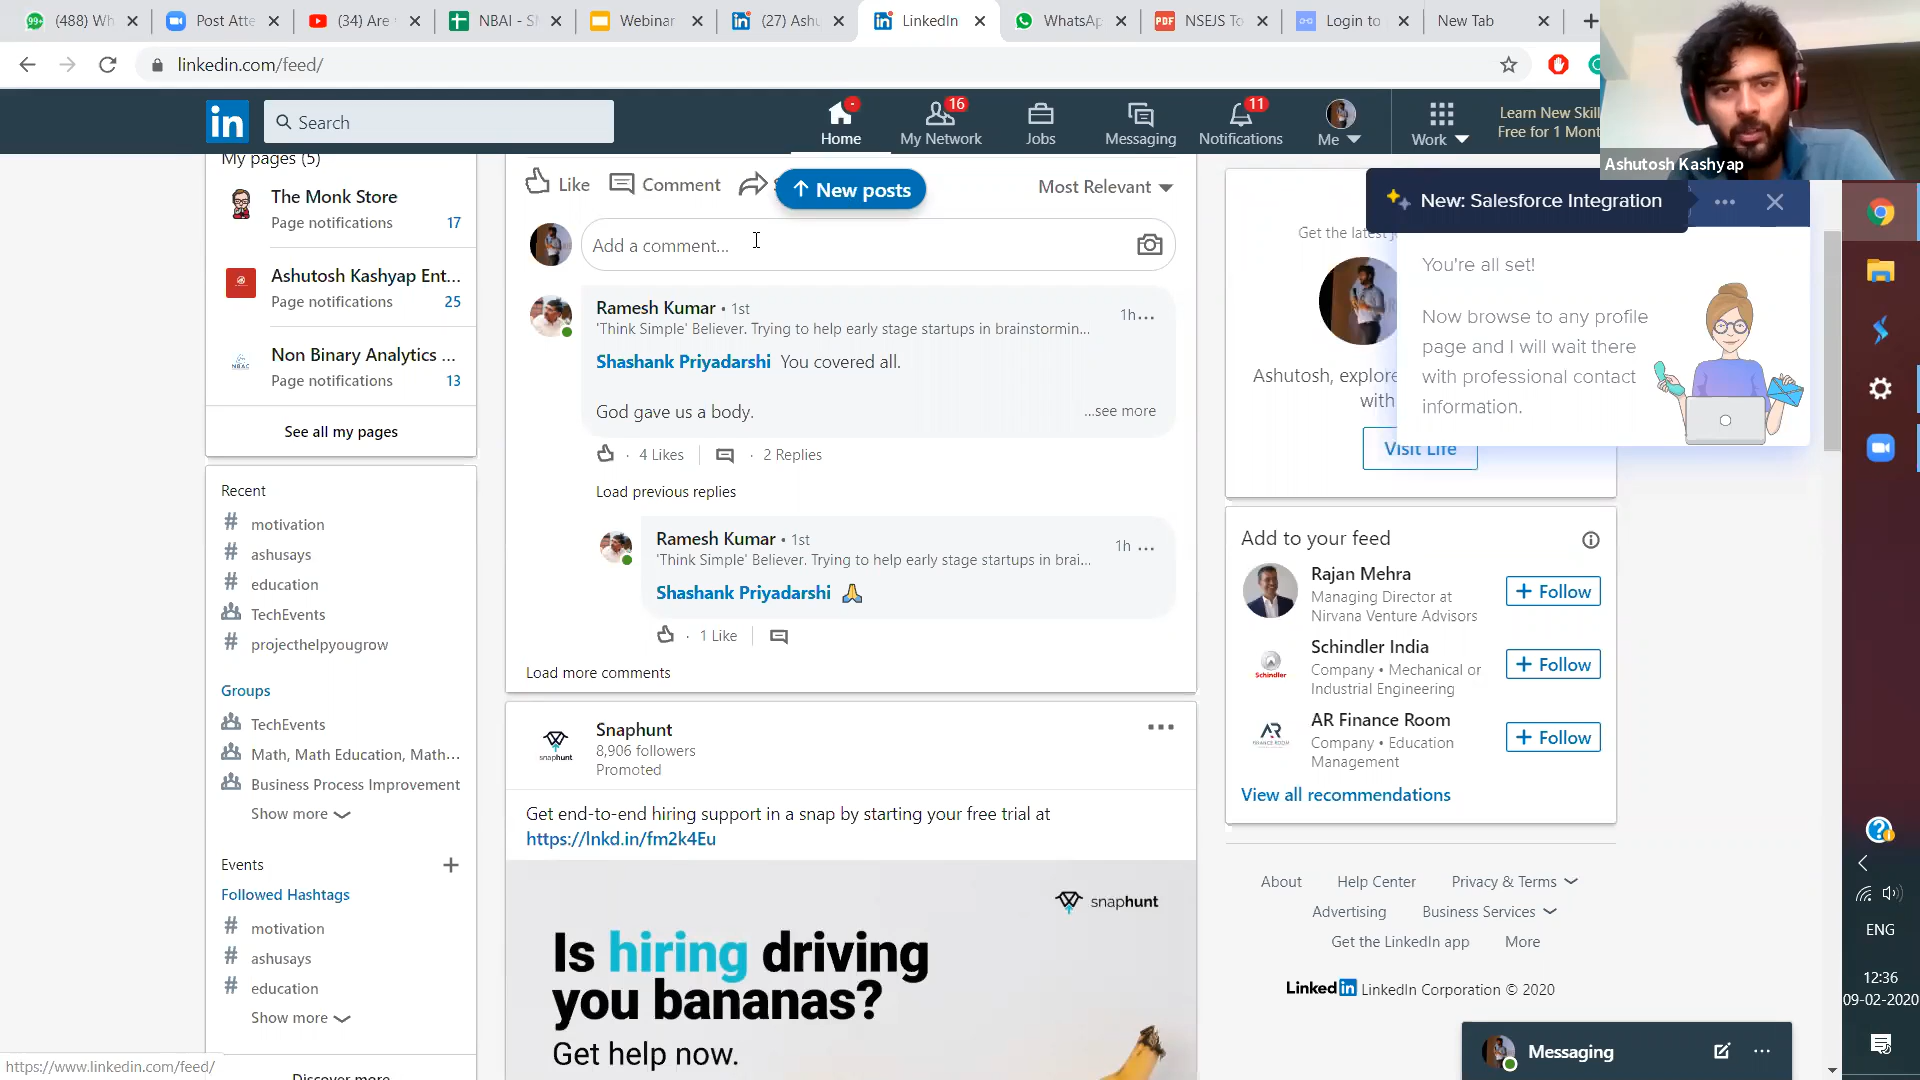 (488) Wh
Post Atte
(34) Are
NBAI - S
Webinar
(27) Ashu
LinkedIn
WhatsAp
PDF
NSEJS To
Login to
New Tab
linkedin.com/feed/
in
Search
Home
16
My Network
Jobs
Messaging
11
Notifications
Me
Work
Learn New Skil
Free for 1 Mont
Ashutosh Kashyap
My pages (5)
The Monk Store
Page notifications 17
Ashutosh Kashyap Ent...
Page notifications 25
Non Binary Analytics ...
Page notifications 13
See all my pages
Recent
# motivation
# ashusays
# education
TechEvents
# projecthelpyougrow
Groups
TechEvents
Math, Math Education, Math...
Business Process Improvement
Show more
Events
Followed Hashtags
# motivation
# ashusays
# education
Show more
Discover more
https://www.linkedin.com/feed/
Like
Comment
↑ New posts
Most Relevant
Add a comment...
Ramesh Kumar • 1st
1h...
'Think Simple' Believer. Trying to help early stage startups in brainstormin...
Shashank Priyadarshi You covered all.
God gave us a body.
...see more
4 Likes
2 Replies
Load previous replies
Ramesh Kumar • 1st
1h ...
'Think Simple' Believer. Trying to help early stage startups in brai...
Shashank Priyadarshi 🙏
1 Like
Load more comments
snaphunt
Snaphunt
8,906 followers
Promoted
Get end-to-end hiring support in a snap by starting your free trial at
https://lnkd.in/fm2k4Eu
snaphunt
Is hiring driving
you bananas?
Get help now.
New: Salesforce Integration
Get the latest j
You're all set!
Now browse to any profile
page and I will wait there
with professional contact
information.
Ashutosh, explore
with
Visit Life
Add to your feed
Rajan Mehra
Managing Director at
Nirvana Venture Advisors
+ Follow
Schindler
Schindler India
Company • Mechanical or
Industrial Engineering
+ Follow
AR
FINANCE ROOM
AR Finance Room
Company • Education
Management
+ Follow
View all recommendations
About
Help Center
Privacy & Terms
Advertising
Business Services
Get the LinkedIn app
More
LinkedIn LinkedIn Corporation © 2020
Messaging
ENG
12:36
09-02-2020